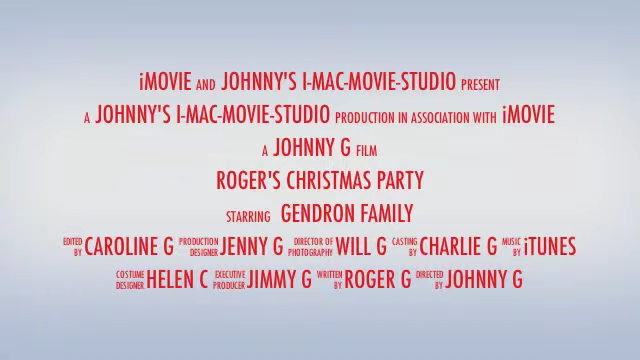 iMOVIE AND JOHNNY'S I-MAC-MOVIE-STUDIO PRESENT
A JOHNNY'S I-MAC-MOVIE-STUDIO PRODUCTION IN ASSOCIATION WITH iMOVIE
A JOHNNY G FILM
ROGER'S CHRISTMAS PARTY
STARRING GENDRON FAMILY
EDITED BY CAROLINE G PRODUCTION DESIGNER JENNY G DIRECTOR OF PHOTOGRAPHY WILL G CASTING BY CHARLIE G MUSIC BY iTUNES
COSTUME DESIGNER HELEN C EXECUTIVE PRODUCER JIMMY G WRITTEN BY ROGER G DIRECTED BY JOHNNY G